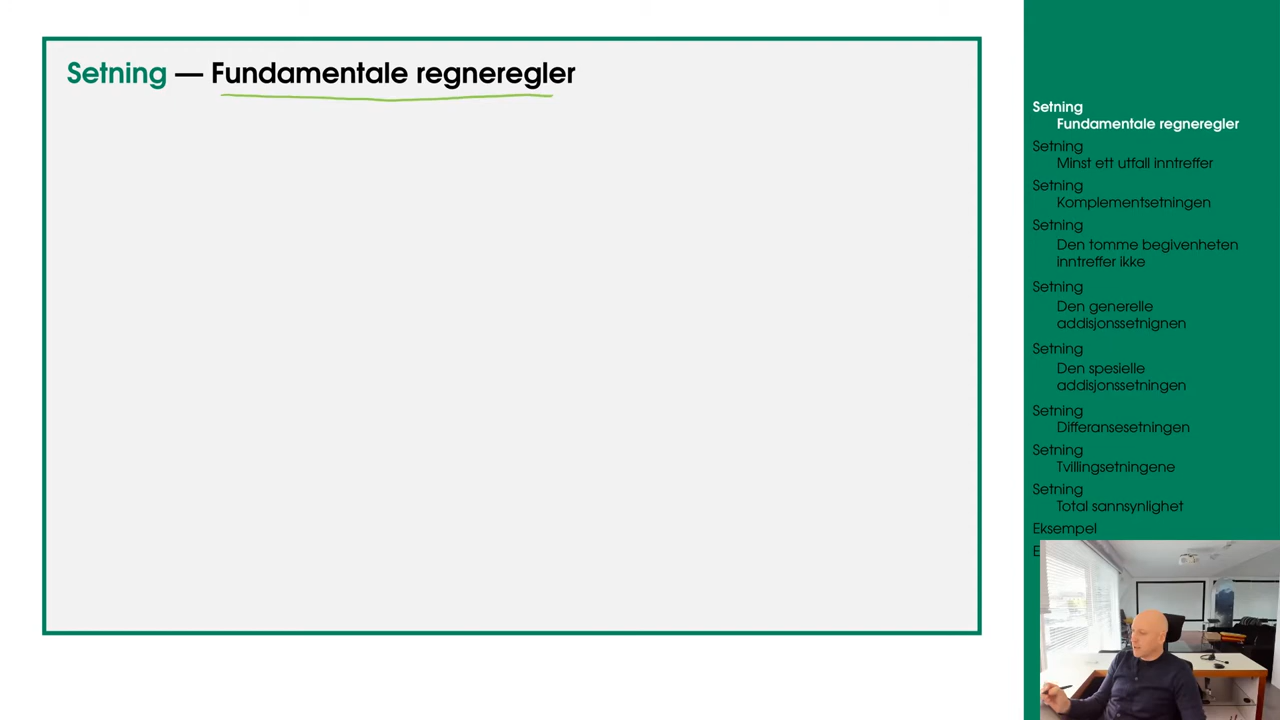 Setning — Fundamentale regneregler
Setning
Fundamentale regneregler
Setning
Minst ett utfall inntreffer
Setning
Komplementsetningen
Setning
Den tomme begivenheten
inntreffer ikke
Setning
Den generelle
addisjonssetnignen
Setning
Den spesielle
addisjonssetningen
Setning
Differansesetningen
Setning
Tvillingsetningene
Setning
Total sannsynlighet
Eksempel